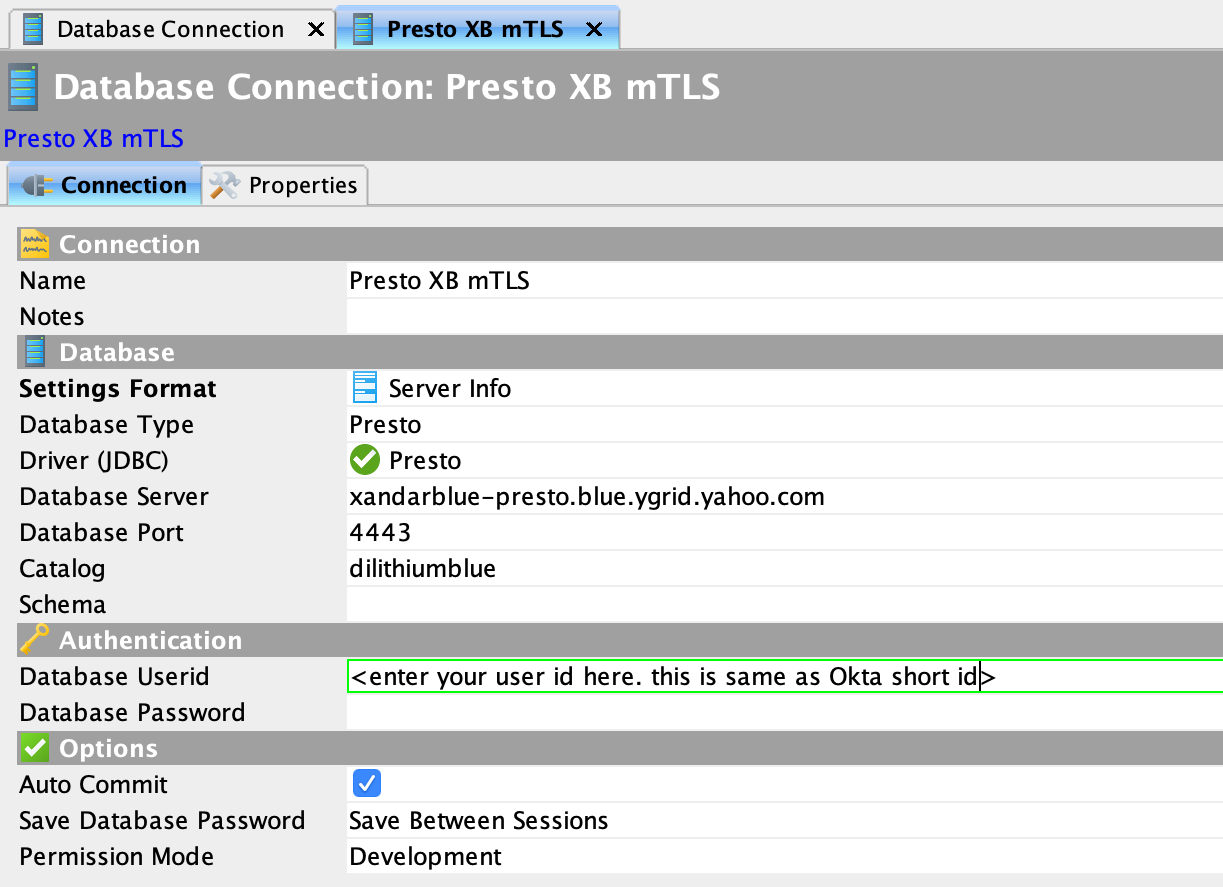 Database Connection × Presto XB mTLS ×
Database Connection: Presto XB mTLS
Presto XB mTLS
Connection Properties
Connection
Name Presto XB mTLS
Notes
Database
Settings Format Server Info
Database Type Presto
Driver (JDBC) Presto
Database Server xandarblue-presto.blue.ygrid.yahoo.com
Database Port 4443
Catalog dilithiumblue
Schema
Authentication
Database Userid <enter your user id here. this is same as Okta short id>
Database Password
Options
Auto Commit
Save Database Password Save Between Sessions
Permission Mode Development